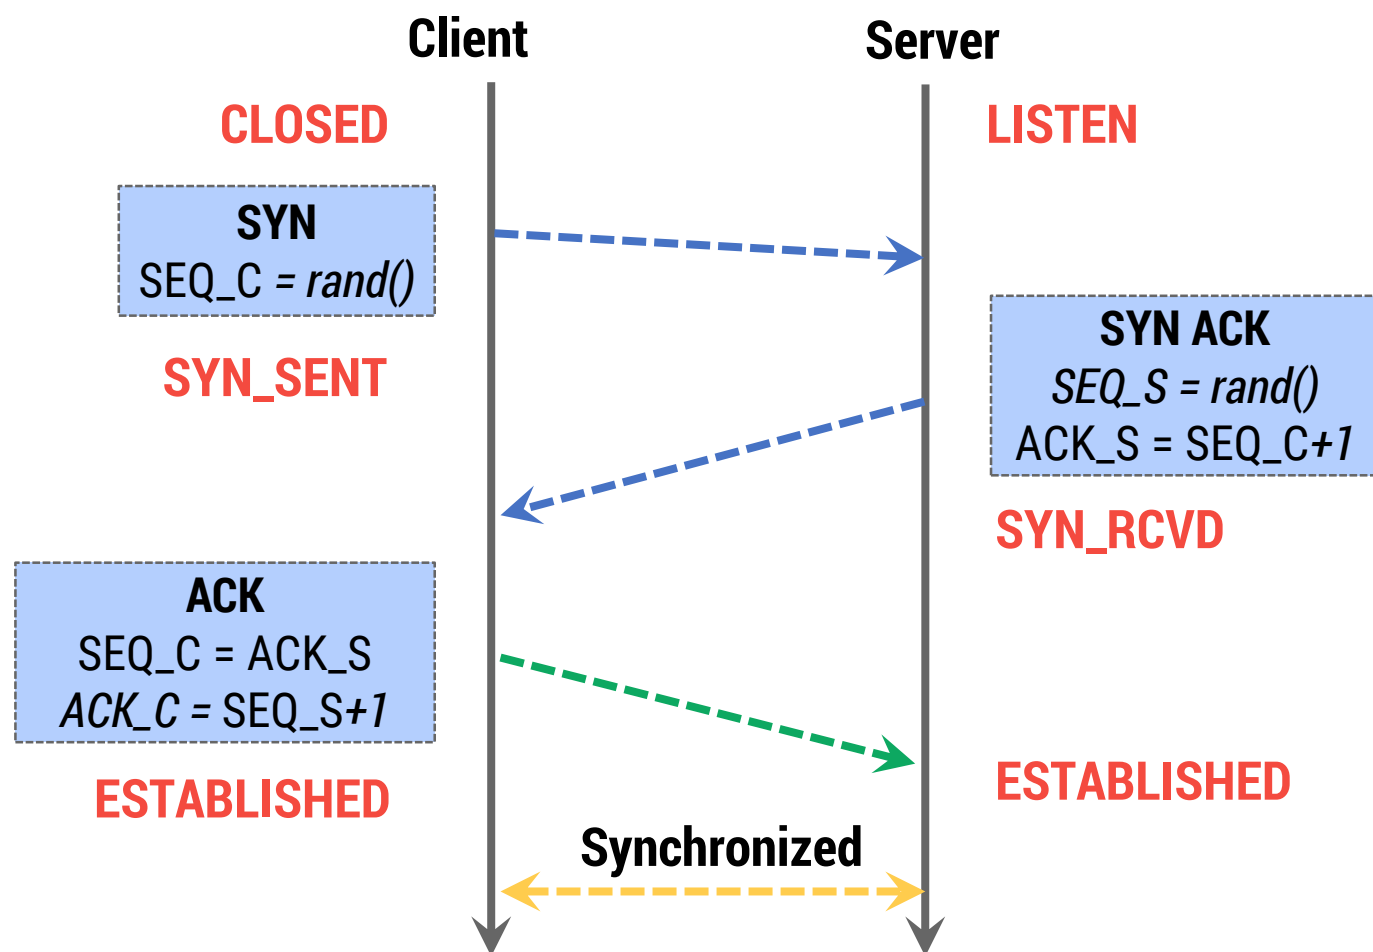 Client
Server
CLOSED
LISTEN
SYN
SEQ_C = rand()
SYN_SENT
SYN ACK
SEQ_S = rand()
ACK_S = SEQ_C+1
SYN_RCVD
ACK
SEQ_C = ACK_S
ACK_C = SEQ_S+1
ESTABLISHED
ESTABLISHED
Synchronized